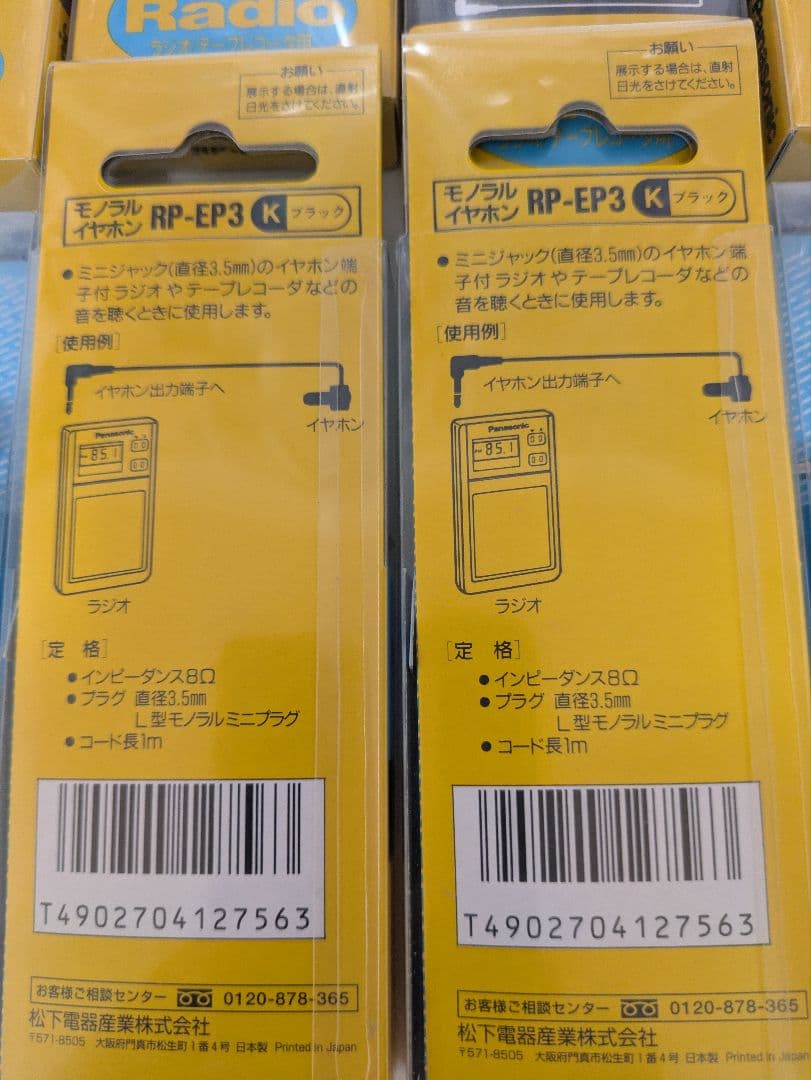 Radio
ラジオ テープレコーダ用
お願い
展示する場合は、直射
日光をさけてください。
モノラル
イヤホン RP-EP3 K ブラック
●ミニジャック(直径3.5mm)のイヤホン端
子付ラジオやテープレコーダなどの
音を聴くときに使用します。
[使用例]
イヤホン出力端子へ
イヤホン
Panasonic
85.1
ラジオ
[定 格]
●インピーダンス8Ω
●プラグ 直径3.5mm
L型モノラルミニプラグ
●コード長1m
T4902704127563
お客様ご相談センター 0120-878-365
松下電器産業株式会社
〒571-8505 大阪府門真市松生町1番4号 日本製 Printed in Japan
お願い
展示する場合は、直射
日光をさけてください。
モノラル
イヤホン RP-EP3 K ブラック
●ミニジャック(直径3.5mm)のイヤホン端
子付ラジオやテープレコーダなどの
音を聴くときに使用します。
[使用例]
イヤホン出力端子へ
イヤホン
Panasonic
85.1
ラジオ
[定 格]
●インピーダンス8Ω
●プラグ 直径3.5mm
L型モノラルミニプラグ
●コード長1m
T4902704127563
お客様ご相談センター 0120-878-365
松下電器産業株式会社
〒571-8505 大阪府門真市松生町1番4号 日本製 Printed in Japan